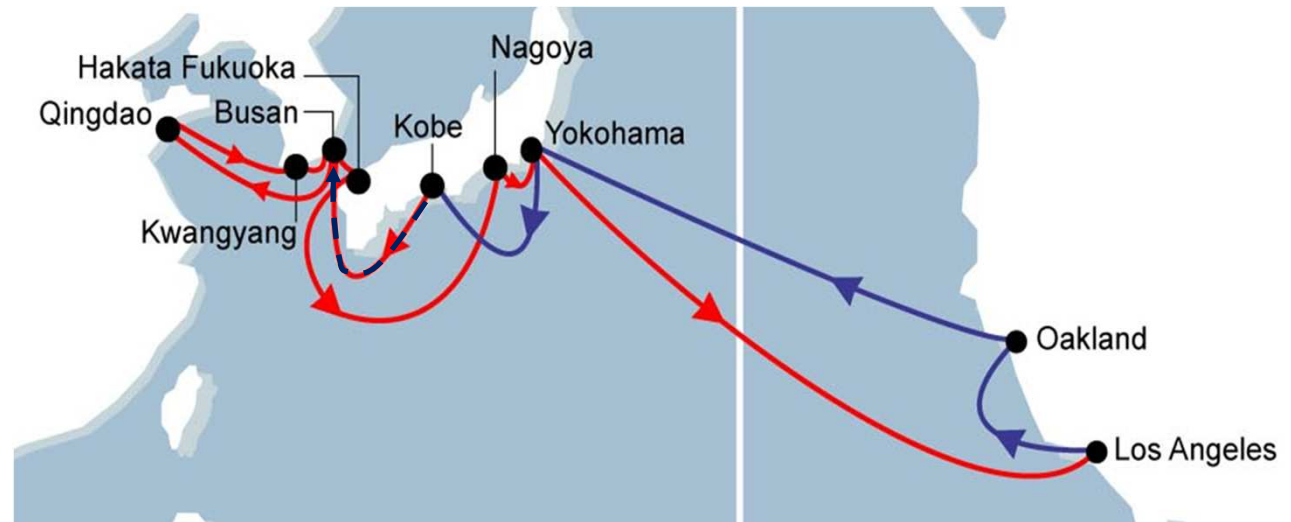 Nagoya
Hakata Fukuoka
Qingdao
Busan
Kobe
Yokohama
Kwangyang
Oakland
Los Angeles